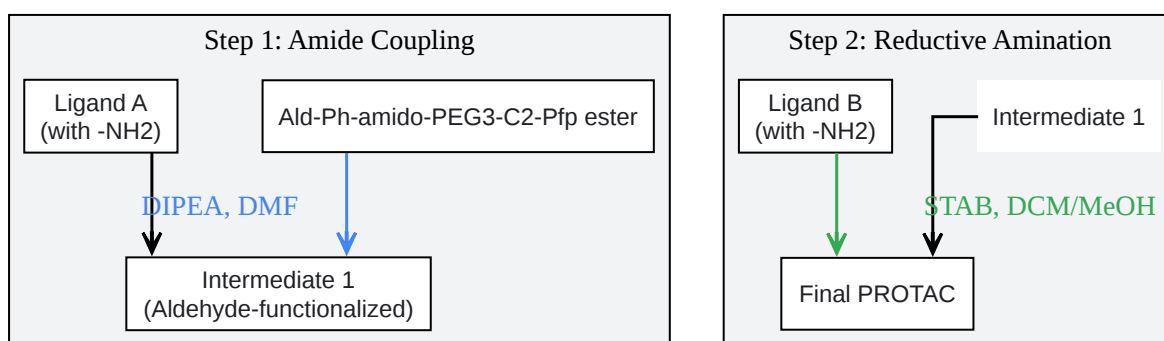 Step 1: Amide Coupling
Ligand A
(with -NH2)
Ald-Ph-amido-PEG3-C2-Pfp ester
DIPEA, DMF
Intermediate 1
(Aldehyde-functionalized)
Step 2: Reductive Amination
Ligand B
(with -NH2)
Intermediate 1
STAB, DCM/MeOH
Final PROTAC